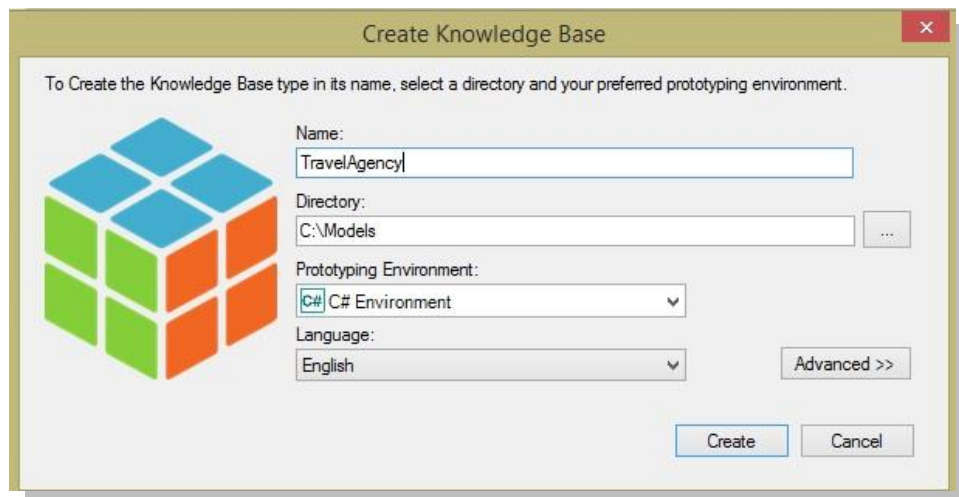 Create Knowledge Base
To Create the Knowledge Base type in its name, select a directory and your preferred prototyping environment.
Name:
TravelAgency
Directory:
C:\Models
...
Prototyping Environment:
C# C# Environment
Language:
English
Advanced >>
Create
Cancel